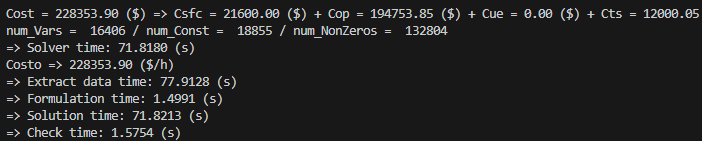 Cost = 228353.90 ($) => Csfc = 21600.00 ($) + Cop = 194753.85 ($) + Cue = 0.00 ($) + Cts = 12000.05
num_Vars =  16406 / num_Const =  18855 / num_NonZeros =  132804
=> Solver time: 71.8180 (s)
Costo => 228353.90 ($/h)
=> Extract data time: 77.9128 (s)
=> Formulation time: 1.4991 (s)
=> Solution time: 71.8213 (s)
=> Check time: 1.5754 (s)